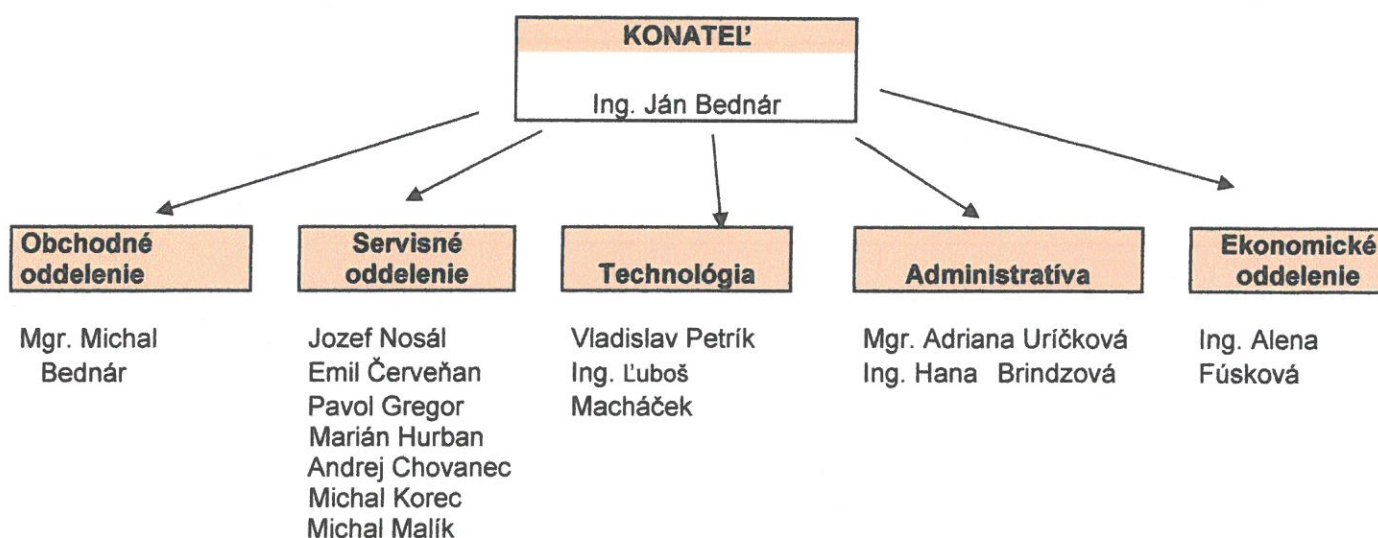 KONATEĽ
Ing. Ján Bednár
Obchodné
oddelenie
Mgr. Michal
Bednár
Servisné
oddelenie
Jozef Nosál
Emil Červeňan
Pavol Gregor
Marián Hurban
Andrej Chovanec
Michal Korec
Michal Malík
Technológia
Vladislav Petrík
Ing. Ľuboš
Macháček
Administratíva
Mgr. Adriana Uríčková
Ing. Hana Brindzová
Ekonomické
oddelenie
Ing. Alena
Fúsková